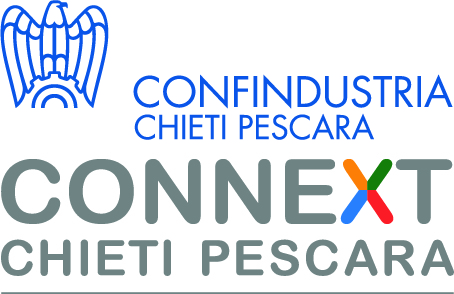 CONFINDUSTRIA
CHIETI PESCARA
CONNEXT
CHIETI PESCARA